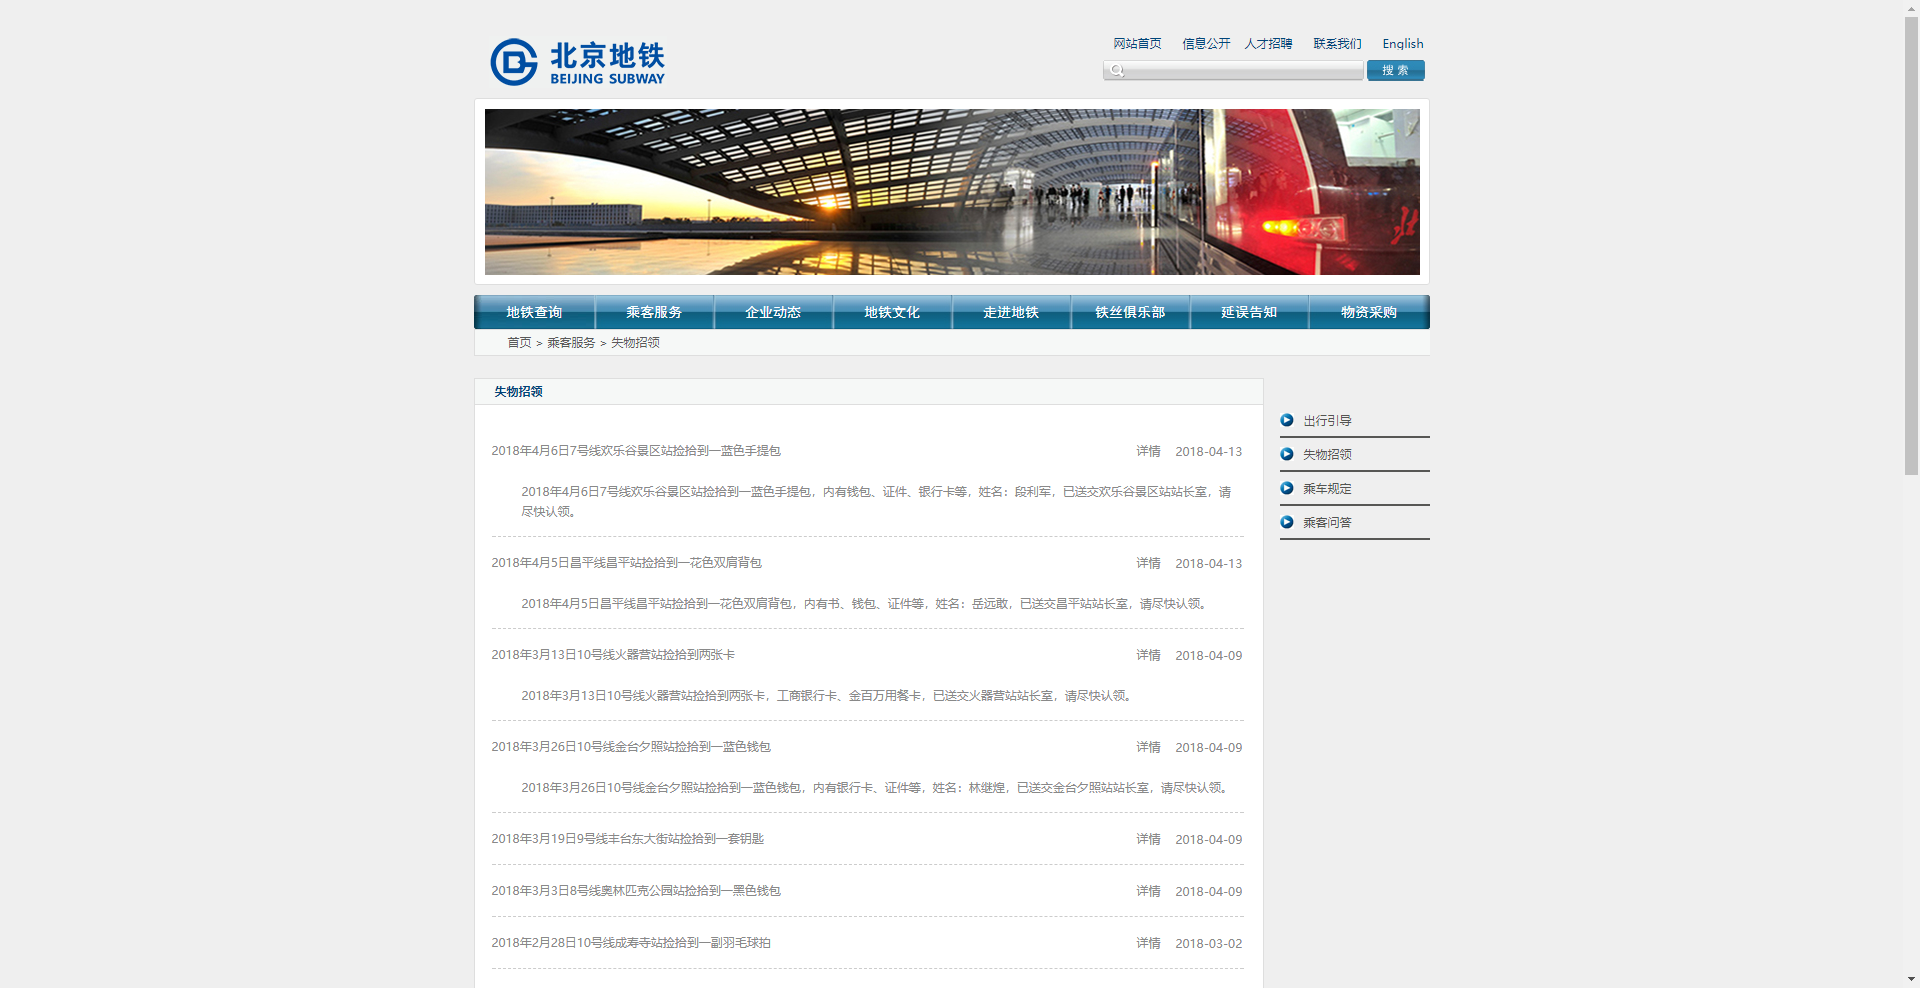 北京地铁
BEIJING SUBWAY
网站首页 信息公开 人才招聘 联系我们 English
搜 索
北
地铁查询 乘客服务 企业动态 地铁文化 走进地铁 铁丝俱乐部 延误告知 物资采购
首页 > 乘客服务 > 失物招领
失物招领
2018年4月6日7号线欢乐谷景区站捡拾到一蓝色手提包 详情 2018-04-13
2018年4月6日7号线欢乐谷景区站捡拾到一蓝色手提包，内有钱包、证件、银行卡等，姓名：段利军，已送交欢乐谷景区站站长室，请
尽快认领。
2018年4月5日昌平线昌平站捡拾到一花色双肩背包 详情 2018-04-13
2018年4月5日昌平线昌平站捡拾到一花色双肩背包，内有书、钱包、证件等，姓名：岳远敢，已送交昌平站站长室，请尽快认领。
2018年3月13日10号线火器营站捡拾到两张卡 详情 2018-04-09
2018年3月13日10号线火器营站捡拾到两张卡，工商银行卡、金百万用餐卡，已送交火器营站站长室，请尽快认领。
2018年3月26日10号线金台夕照站捡拾到一蓝色钱包 详情 2018-04-09
2018年3月26日10号线金台夕照站捡拾到一蓝色钱包，内有银行卡、证件等，姓名：林继煌，已送交金台夕照站站长室，请尽快认领。
2018年3月19日9号线丰台东大街站捡拾到一套钥匙 详情 2018-04-09
2018年3月3日8号线奥林匹克公园站捡拾到一黑色钱包 详情 2018-04-09
2018年2月28日10号线成寿寺站捡拾到一副羽毛球拍 详情 2018-03-02
出行引导
失物招领
乘车规定
乘客问答